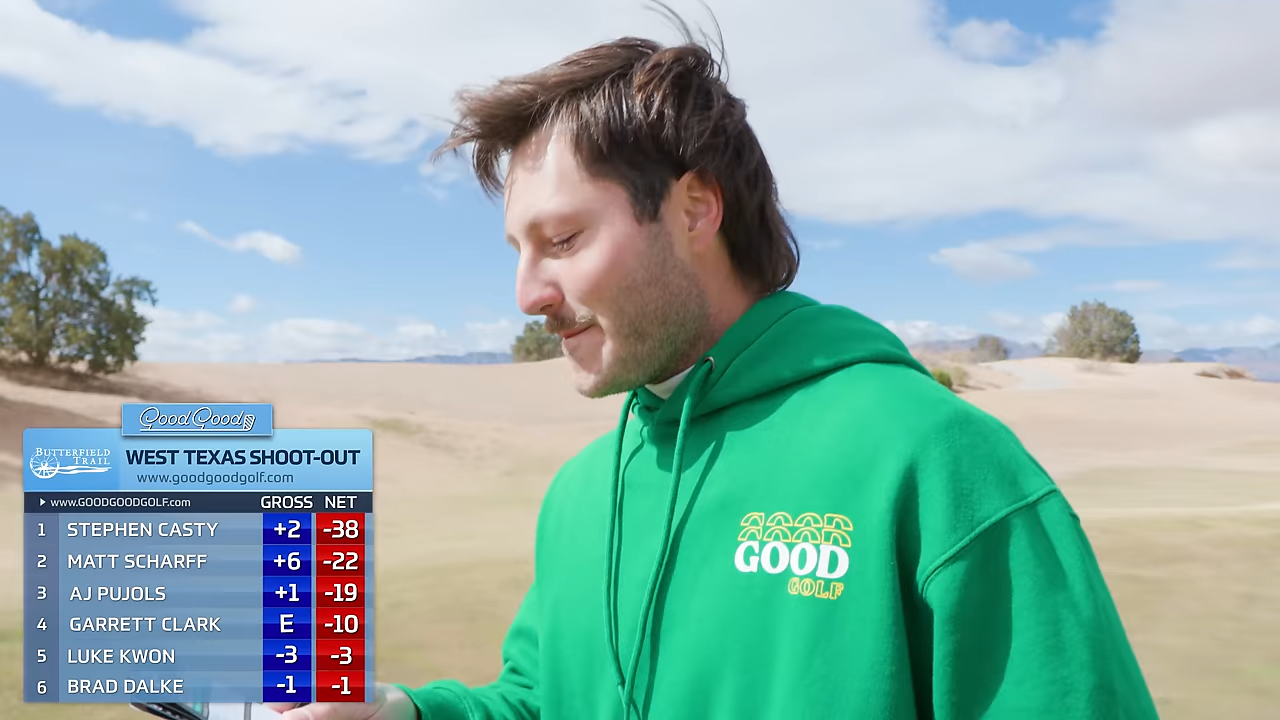 GoodGood
BUTTERFIELD
TRAIL
WEST TEXAS SHOOT-OUT
www.goodgoodgolf.com
www.GOODGOODGOLF.com GROSS NET
1 STEPHEN CASTY +2 -38
2 MATT SCHARFF +6 -22
3 AJ PUJOLS +1 -19
4 GARRETT CLARK E -10
5 LUKE KWON -3 -3
6 BRAD DALKE -1 -1
GOOD
GOOD
GOLF